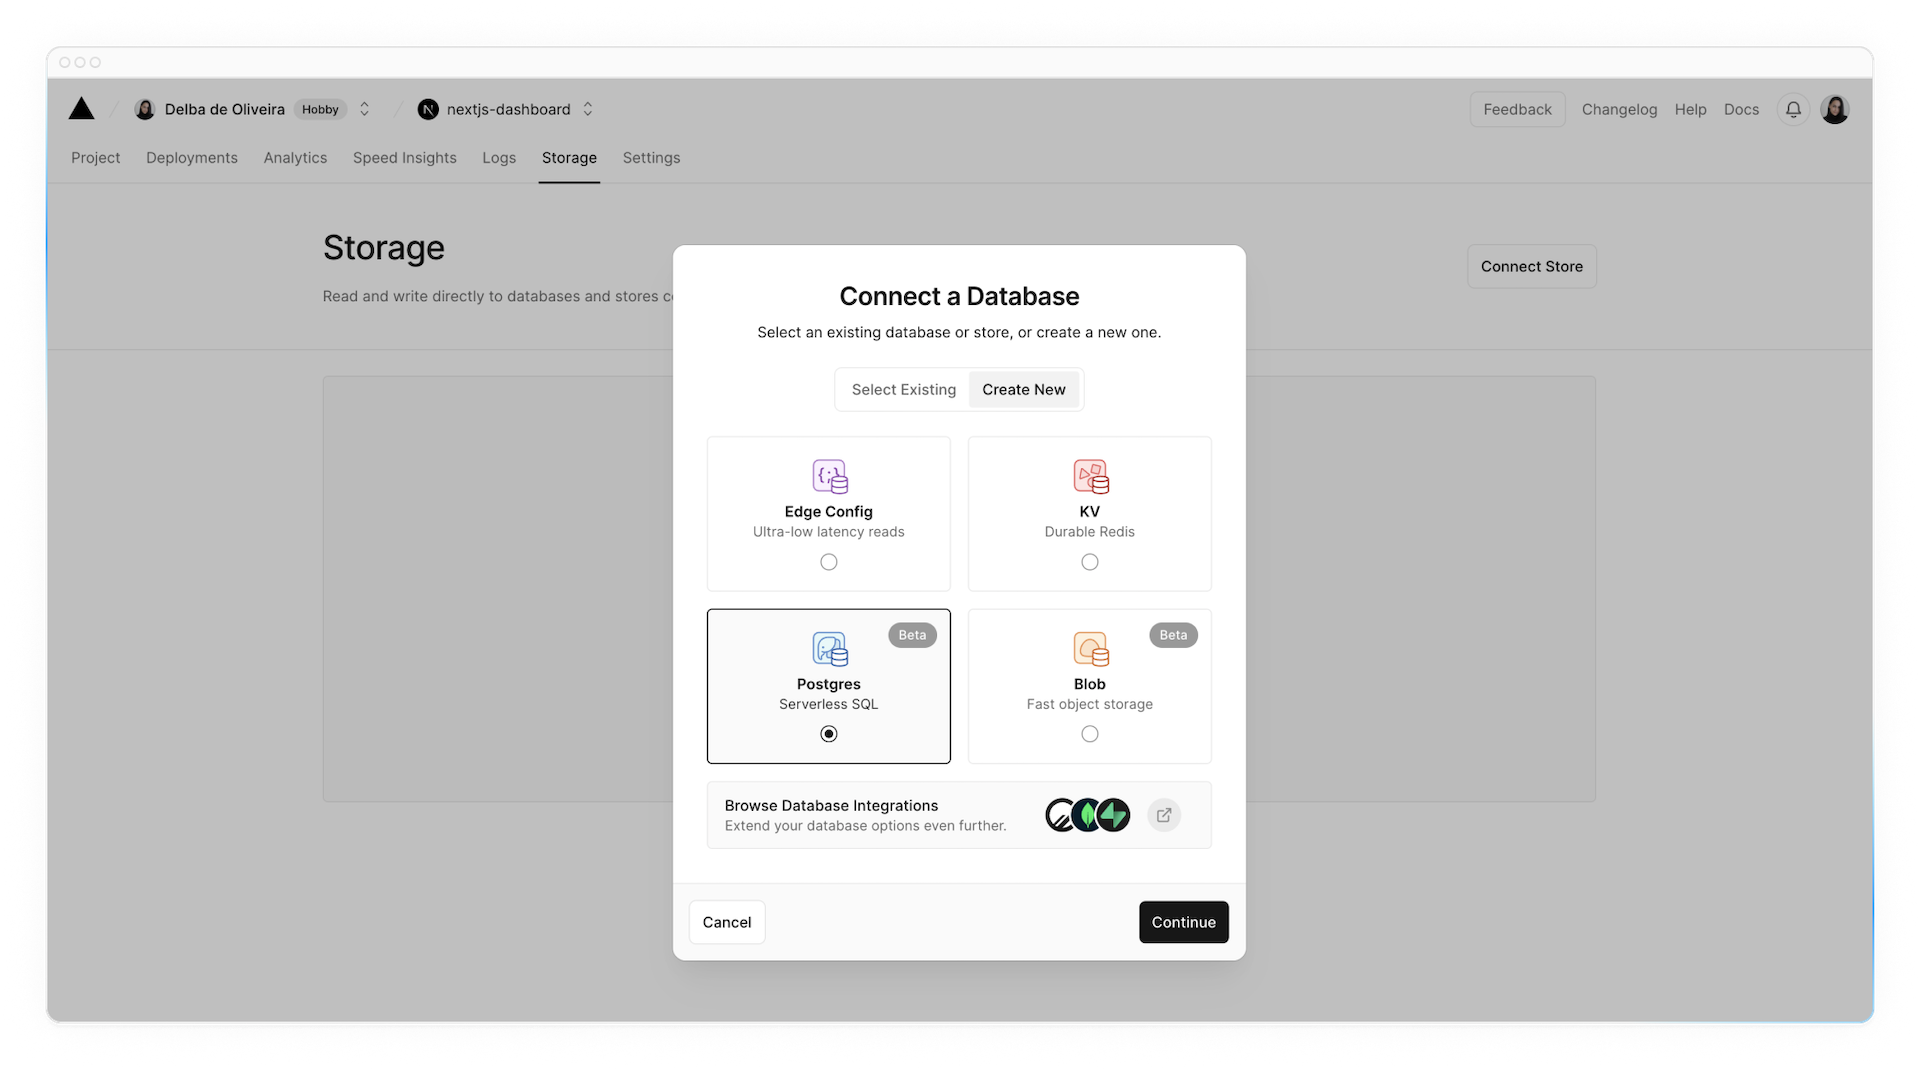 Delba de Oliveira Hobby nextjs-dashboard Feedback Changelog Help Docs
Project Deployments Analytics Speed Insights Logs Storage Settings
Storage
Connect Store
Read and write directly to databases and stores
Connect a Database
Select an existing database or store, or create a new one.
Select Existing Create New
Edge Config
Ultra-low latency reads
KV
Durable Redis
Beta
Postgres
Serverless SQL
Beta
Blob
Fast object storage
Browse Database Integrations
Extend your database options even further.
Cancel Continue